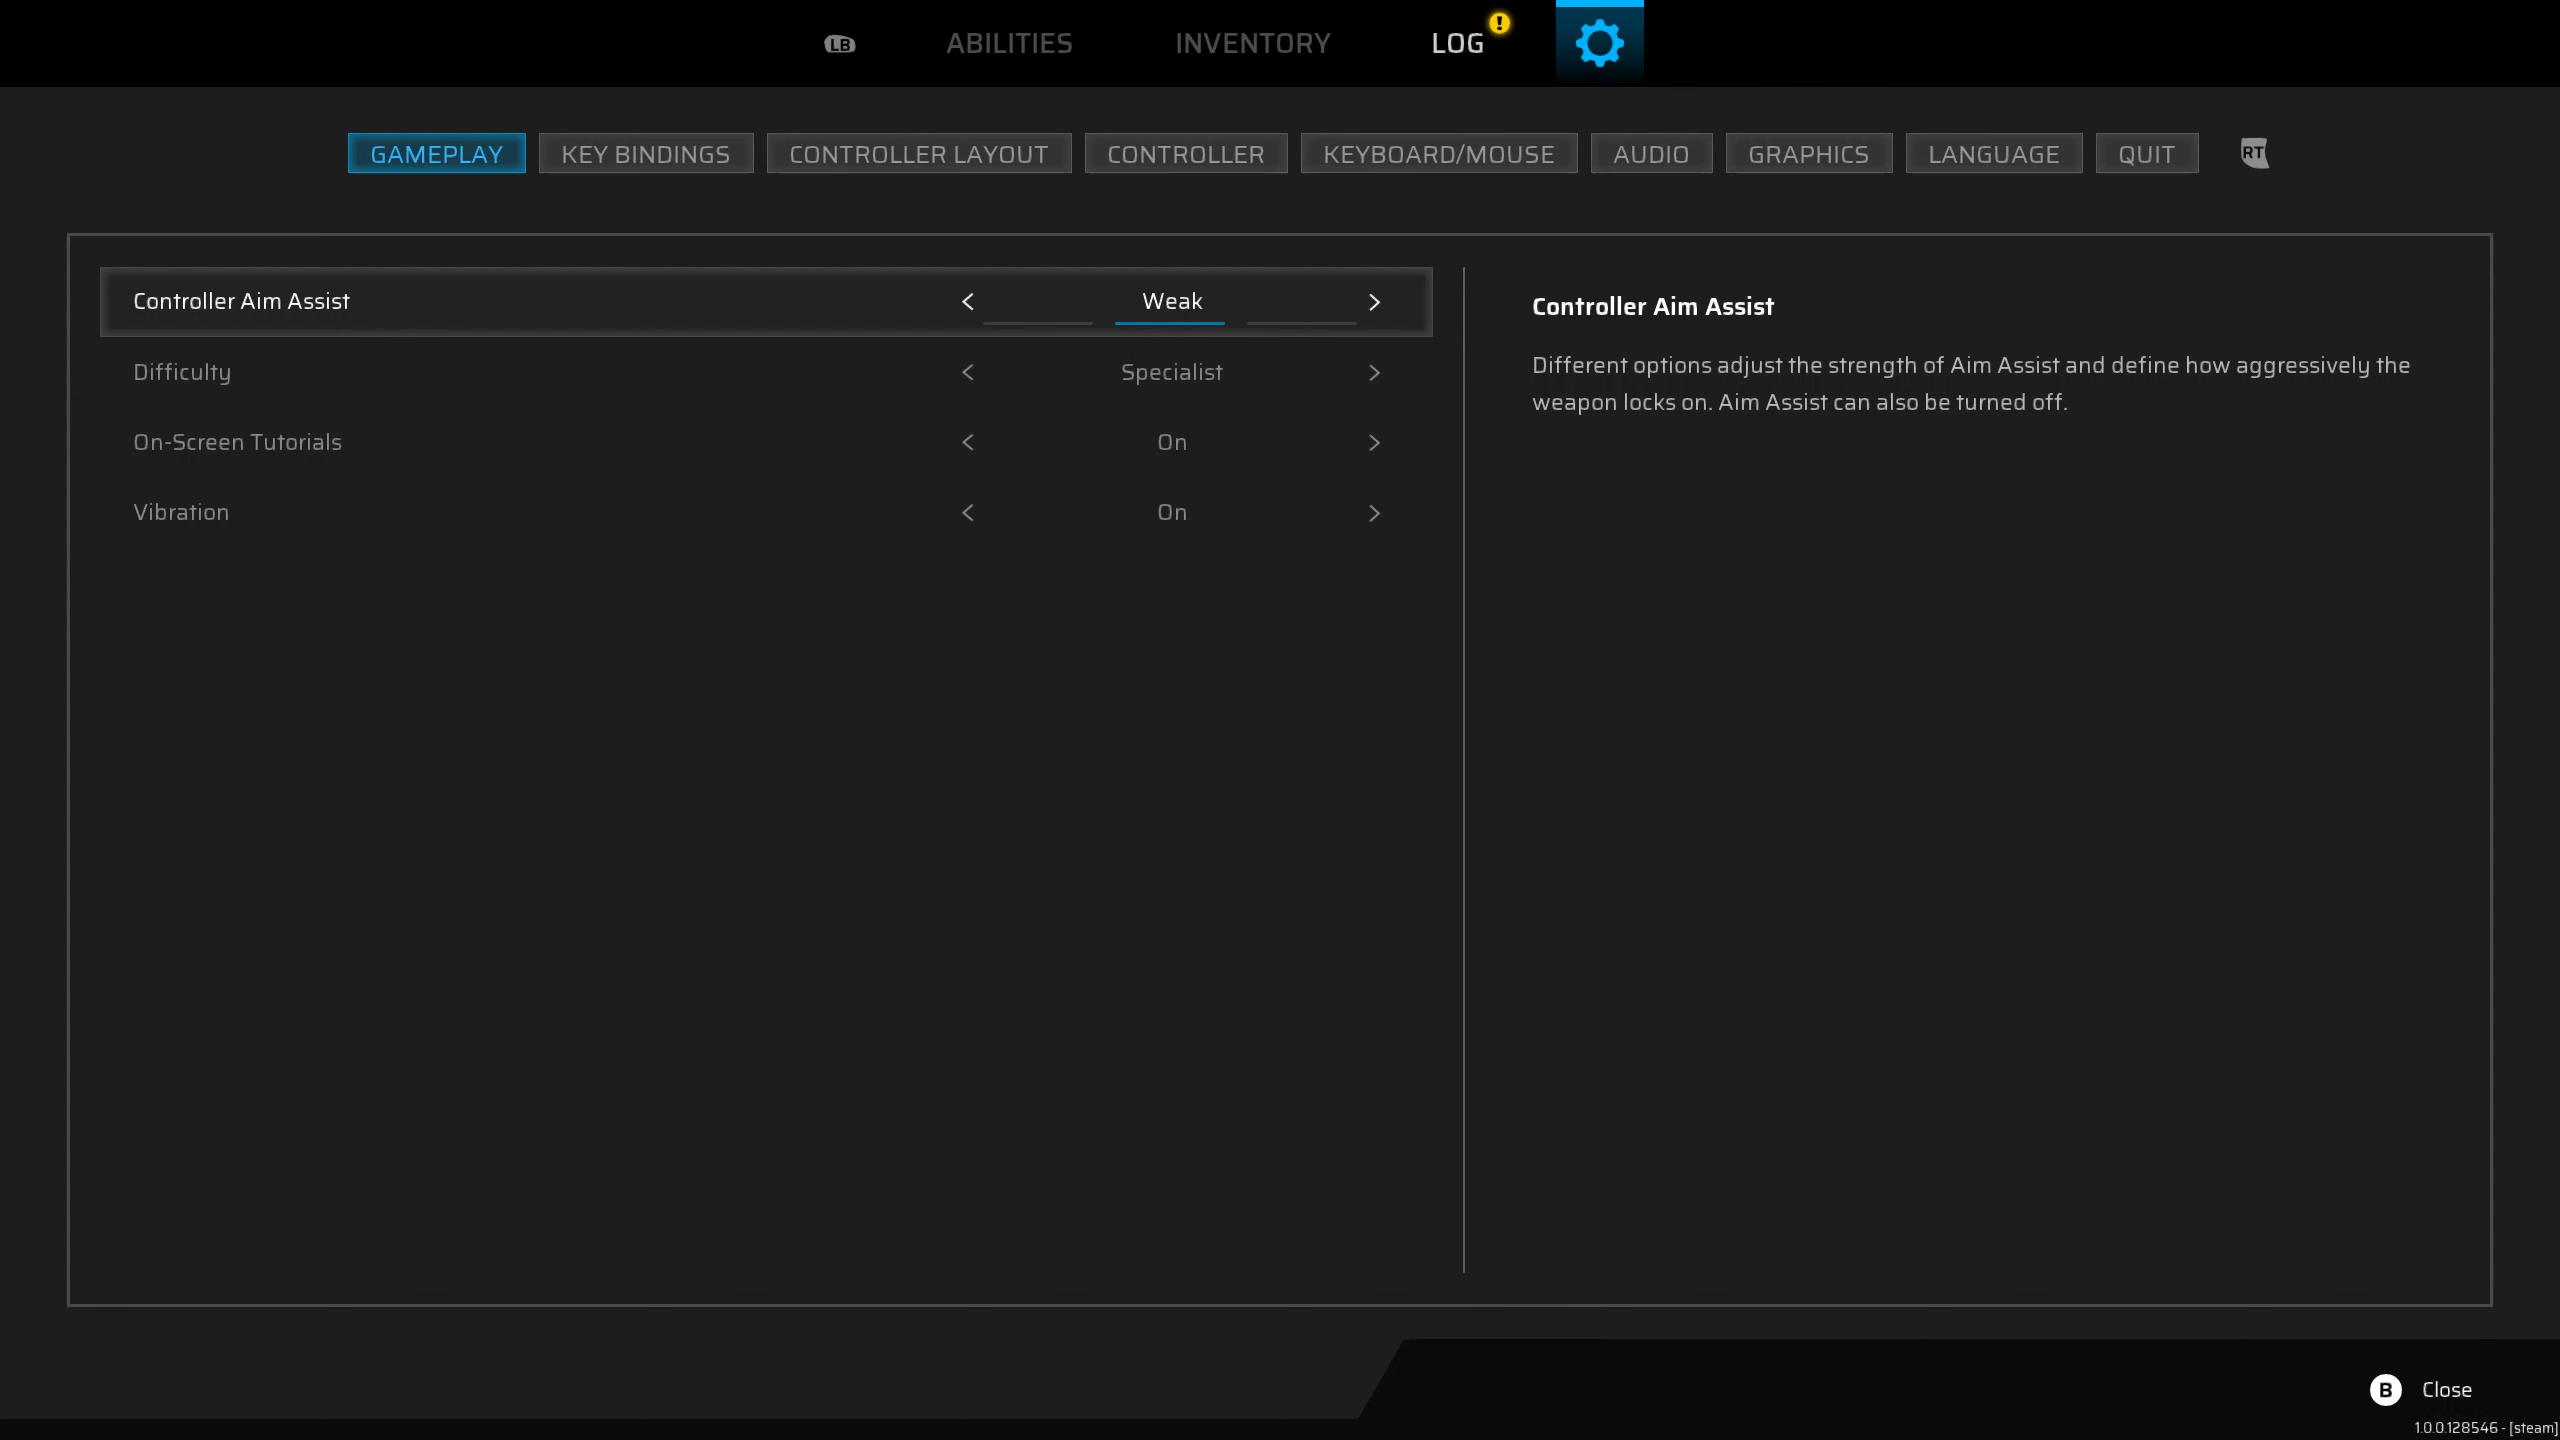 LB ABILITIES INVENTORY LOG !
GAMEPLAY KEY BINDINGS CONTROLLER LAYOUT CONTROLLER KEYBOARD/MOUSE AUDIO GRAPHICS LANGUAGE QUIT RT
Controller Aim Assist < Weak >
Difficulty < Specialist >
On-Screen Tutorials < On >
Vibration < On >
Controller Aim Assist
Different options adjust the strength of Aim Assist and define how aggressively the
weapon locks on. Aim Assist can also be turned off.
B Close
1.0.0.128546 - [steam]